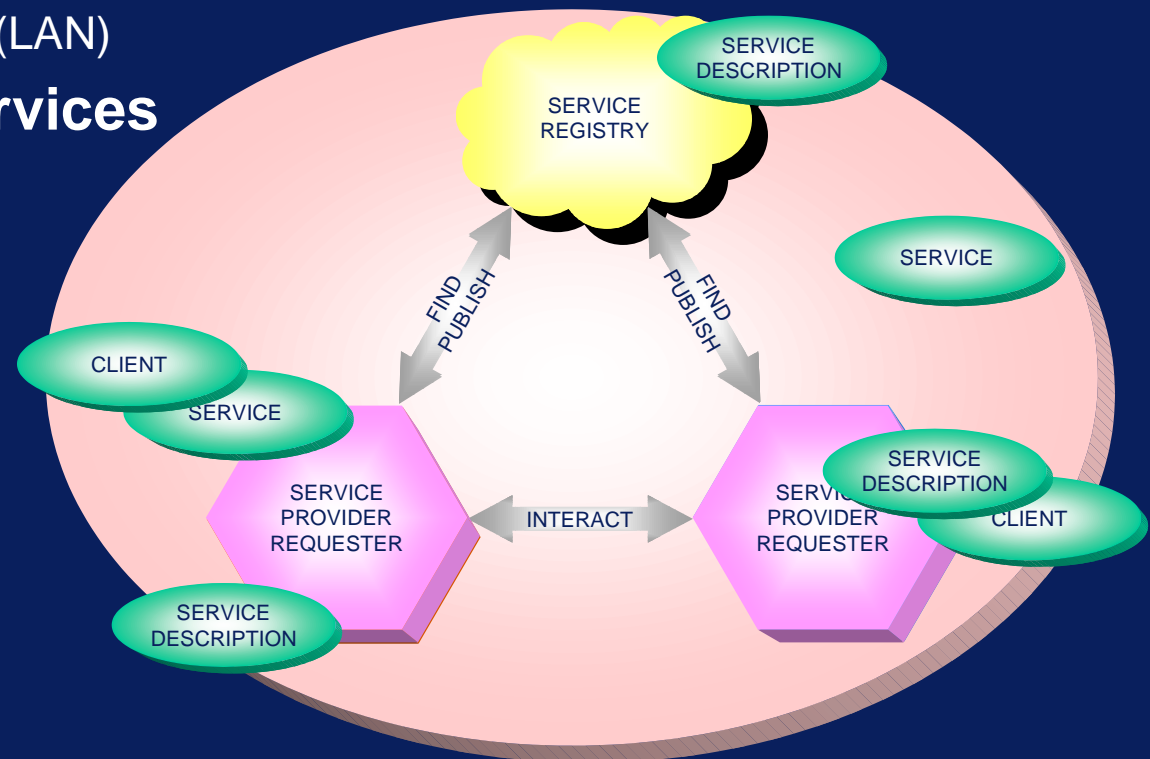 (LAN)
rvices
SERVICE
DESCRIPTION
SERVICE
REGISTRY
SERVICE
FIND
PUBLISH
FIND
PUBLISH
CLIENT
SERVICE
SERVICE
PROVIDER
REQUESTER
INTERACT
SERVICE
PROVIDER
REQUESTER
SERVICE
DESCRIPTION
CLIENT
SERVICE
DESCRIPTION